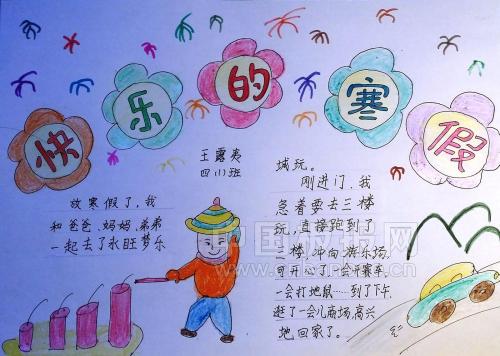 快乐的寒假
王露夷
四(1)班
放寒假了,我
和爸爸、妈妈、弟弟
一起去了永旺梦乐
城玩。
刚进门,我
急着要去三楼
玩,直接跑到了
三楼,冲向游乐场,
可开心了,一会开赛车,
一会打地鼠……到了下午,
逛了一会儿商场,高兴
地回家了。